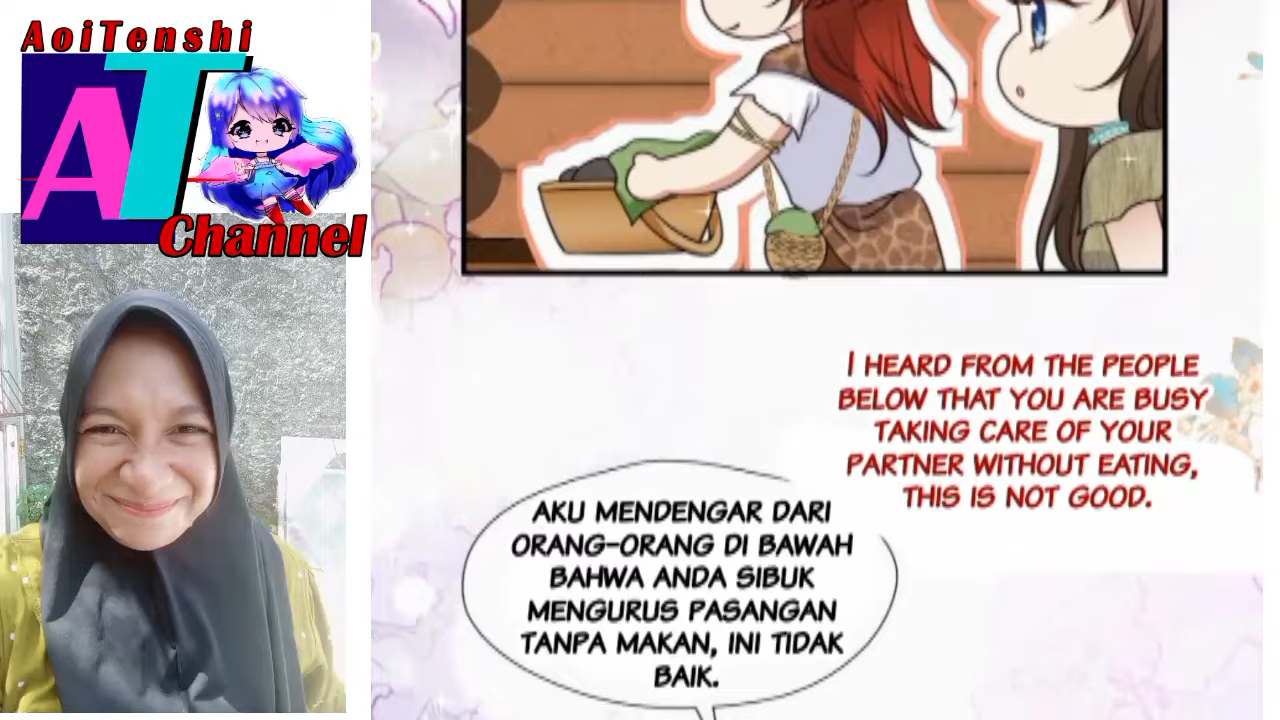 AoiTenshi
AT
Channel
I HEARD FROM THE PEOPLE
BELOW THAT YOU ARE BUSY
TAKING CARE OF YOUR
PARTNER WITHOUT EATING,
THIS IS NOT GOOD.
AKU MENDENGAR DARI
ORANG-ORANG DI BAWAH
BAHWA ANDA SIBUK
MENGURUS PASANGAN
TANPA MAKAN, INI TIDAK
BAIK.